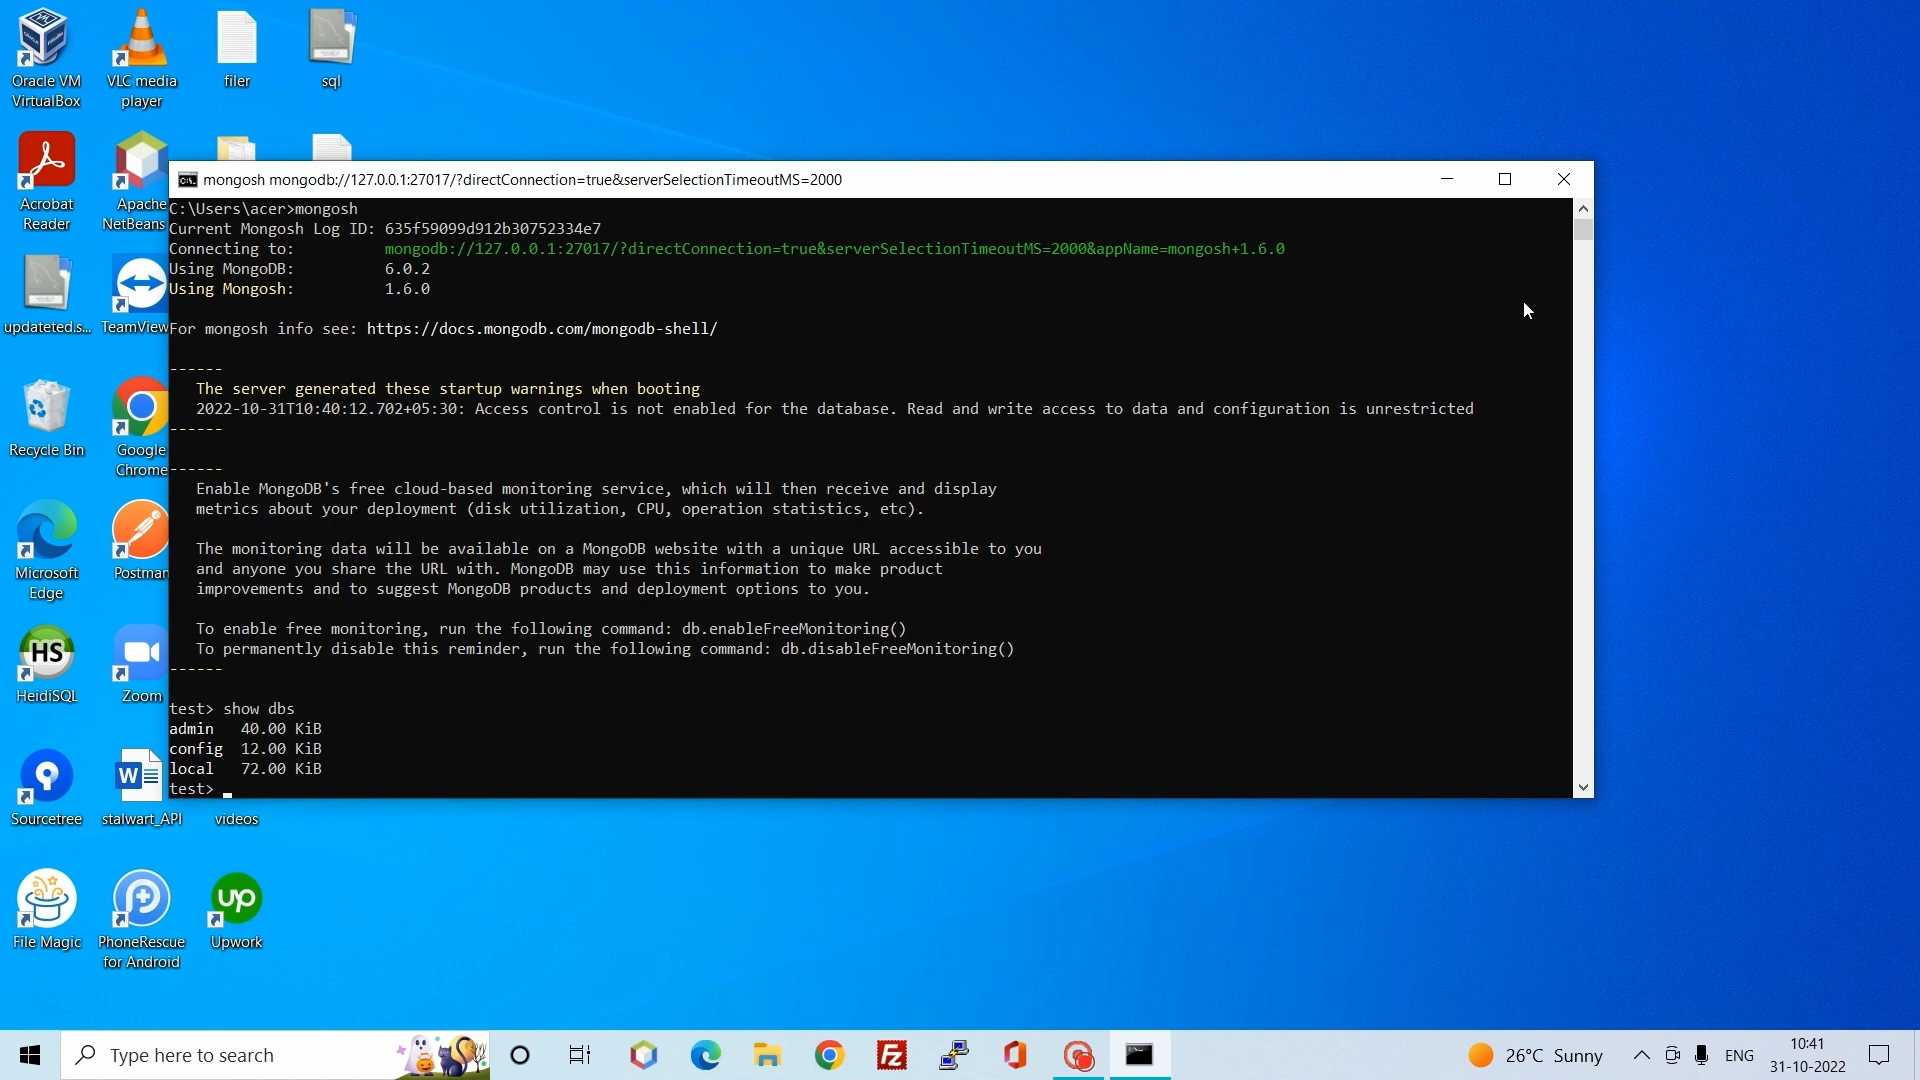 Oracle VM
VirtualBox
VLC media
player
filer
sql
Acrobat
Reader
Apache
NetBeans
updateted.s...
TeamView
Recycle Bin
Google
Chrome
Microsoft
Edge
Postman
HS
HeidiSQL
Zoom
Sourcetree
W
stalwart_API
videos
File Magic
PhoneRescue
for Android
up
Upwork
mongosh mongodb://127.0.0.1:27017/?directConnection=true&serverSelectionTimeoutMS=2000
C:\Users\acer>mongosh
Current Mongosh Log ID: 635f59099d912b30752334e7
Connecting to: mongodb://127.0.0.1:27017/?directConnection=true&serverSelectionTimeoutMS=2000&appName=mongosh+1.6.0
Using MongoDB: 6.0.2
Using Mongosh: 1.6.0
For mongosh info see: https://docs.mongodb.com/mongodb-shell/
------
The server generated these startup warnings when booting
2022-10-31T10:40:12.702+05:30: Access control is not enabled for the database. Read and write access to data and configuration is unrestricted
------
------
Enable MongoDB's free cloud-based monitoring service, which will then receive and display
metrics about your deployment (disk utilization, CPU, operation statistics, etc).
The monitoring data will be available on a MongoDB website with a unique URL accessible to you
and anyone you share the URL with. MongoDB may use this information to make product
improvements and to suggest MongoDB products and deployment options to you.
To enable free monitoring, run the following command: db.enableFreeMonitoring()
To permanently disable this reminder, run the following command: db.disableFreeMonitoring()
------
test> show dbs
admin 40.00 KiB
config 12.00 KiB
local 72.00 KiB
test>
Type here to search
26°C Sunny
ENG
10:41
31-10-2022